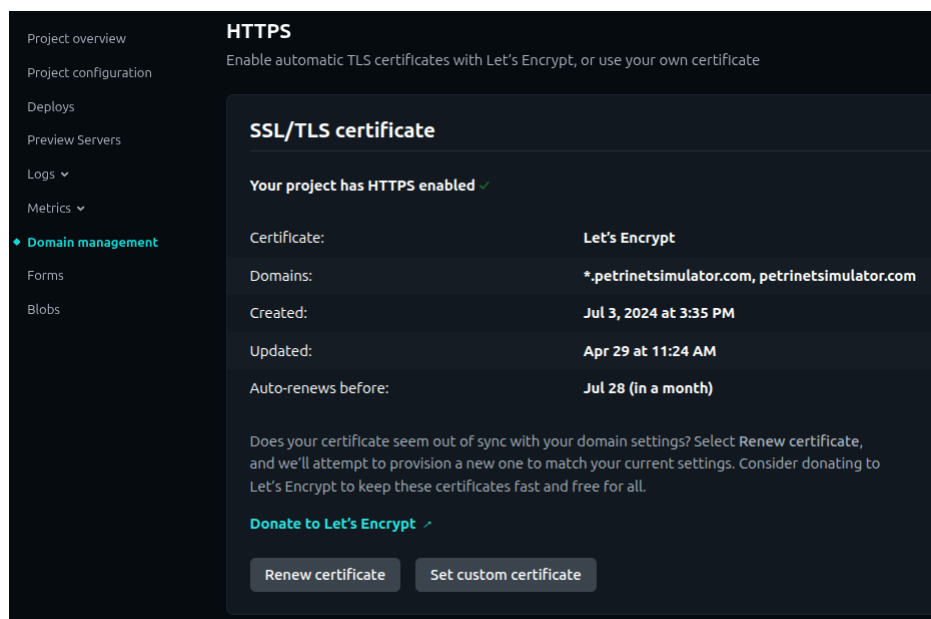 Project overview
Project configuration
Deploys
Preview Servers
Logs
Metrics
Domain management
Forms
Blobs
HTTPS
Enable automatic TLS certificates with Let's Encrypt, or use your own certificate
SSL/TLS certificate
Your project has HTTPS enabled ✓
Certificate: Let's Encrypt
Domains: *.petrinetsimulator.com, petrinetsimulator.com
Created: Jul 3, 2024 at 3:35 PM
Updated: Apr 29 at 11:24 AM
Auto-renews before: Jul 28 (in a month)
Does your certificate seem out of sync with your domain settings? Select Renew certificate,
and we'll attempt to provision a new one to match your current settings. Consider donating to
Let's Encrypt to keep these certificates fast and free for all.
Donate to Let's Encrypt ↗
Renew certificate Set custom certificate